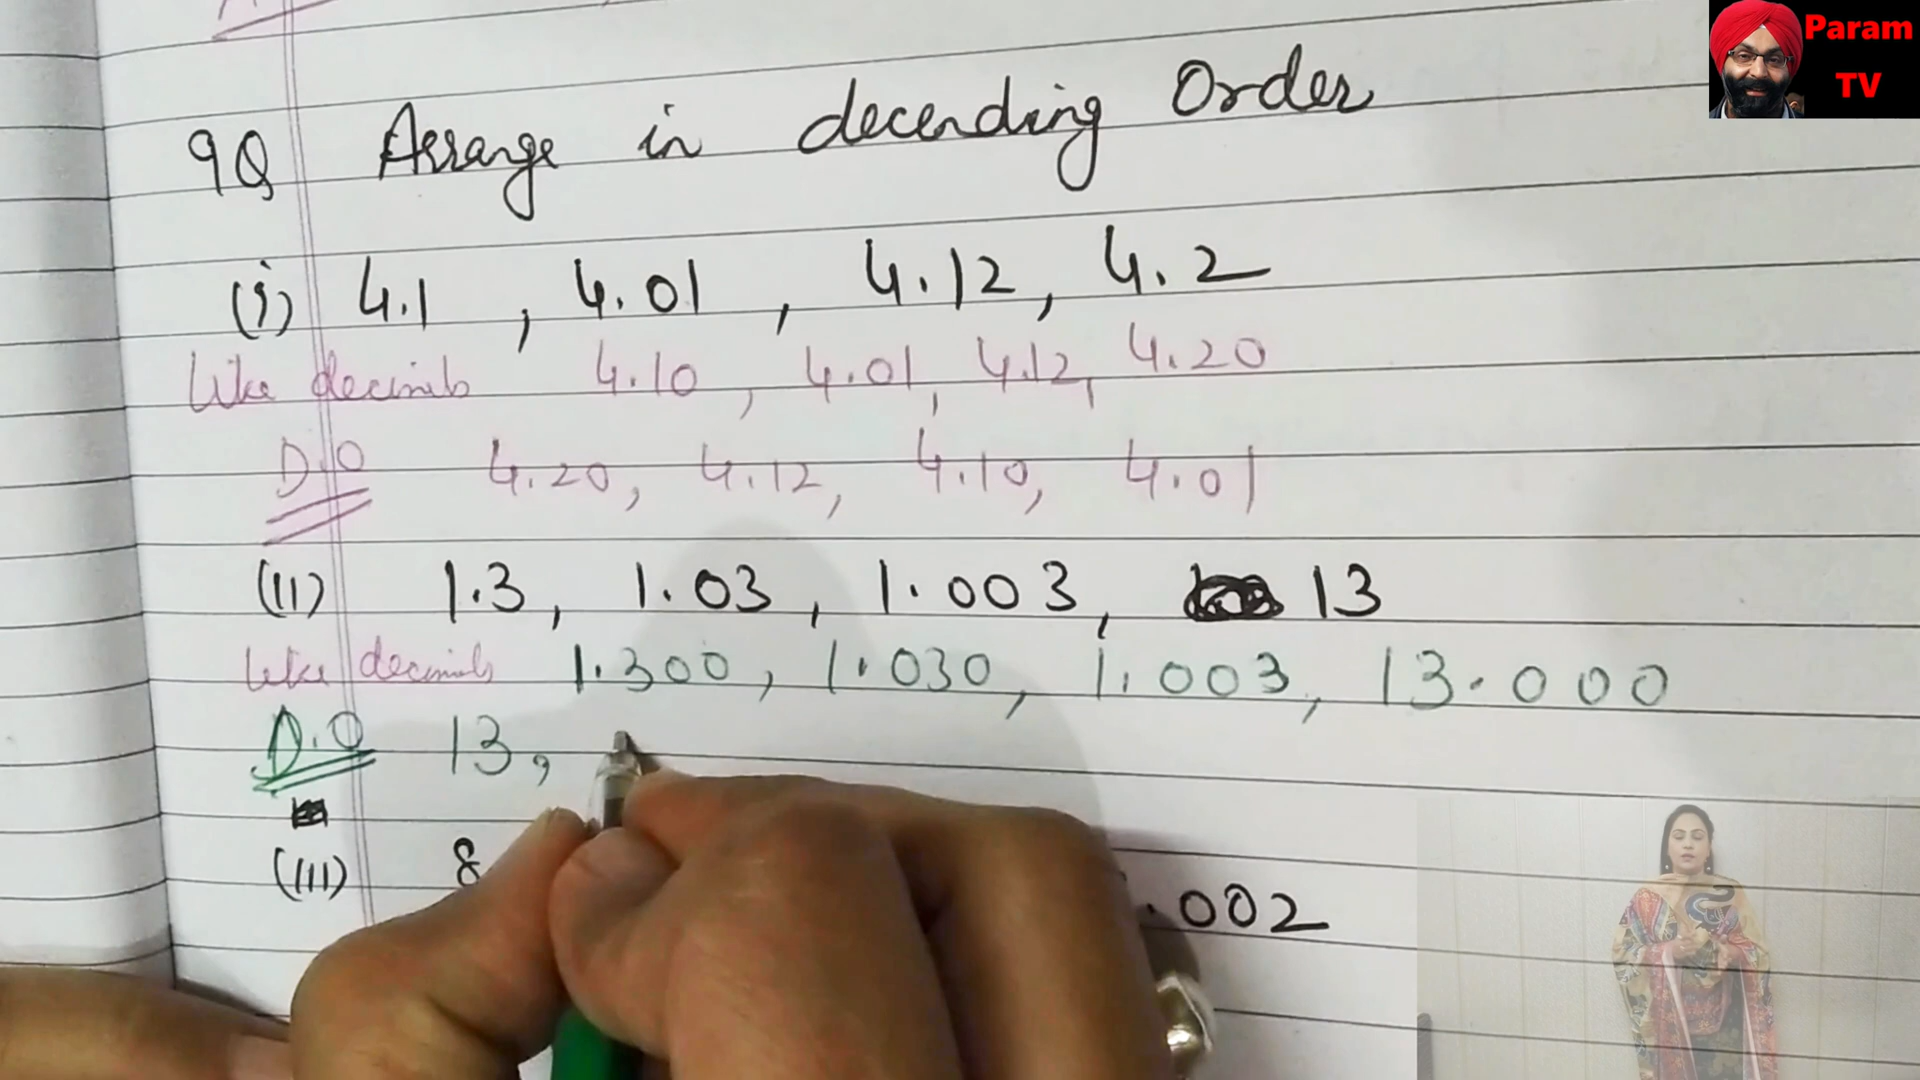 Param
TV
9Q Arrange in decending Order
(i) 4.1 , 4.01 , 4.12, 4.2
Like decimls 4.10 , 4.01, 4.12, 4.20
D.O 4.20, 4.12, 4.10, 4.01
(II) 1.3, 1.03, 1.003, 13
Like decimls 1.300, 1.030, 1.003, 13.000
D.O 13,
(III) 8 .002